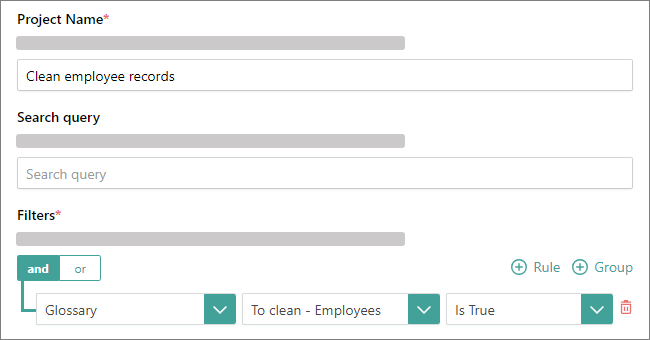 Project Name*
Clean employee records
Search query
Search query
Filters*
and or Rule Group
Glossary To clean - Employees Is True